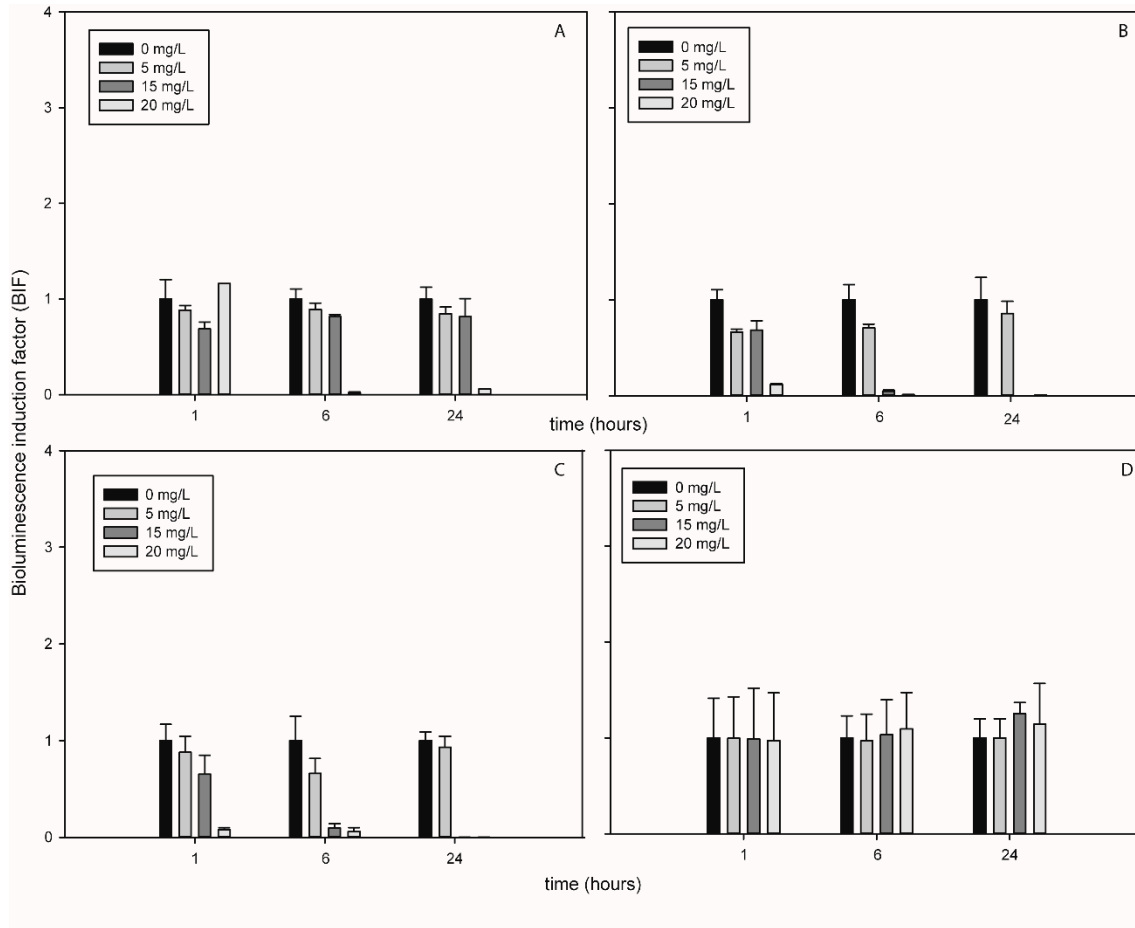 A
0 mg/L
5 mg/L
15 mg/L
20 mg/L
4
3
2
1
0
1 6 24
B
0 mg/L
5 mg/L
15 mg/L
20 mg/L
1 6 24
time (hours)
Bioluminescence induction factor (BIF)
C
0 mg/L
5 mg/L
15 mg/L
20 mg/L
4
3
2
1
0
1 6 24
D
0 mg/L
5 mg/L
15 mg/L
20 mg/L
1 6 24
time (hours)